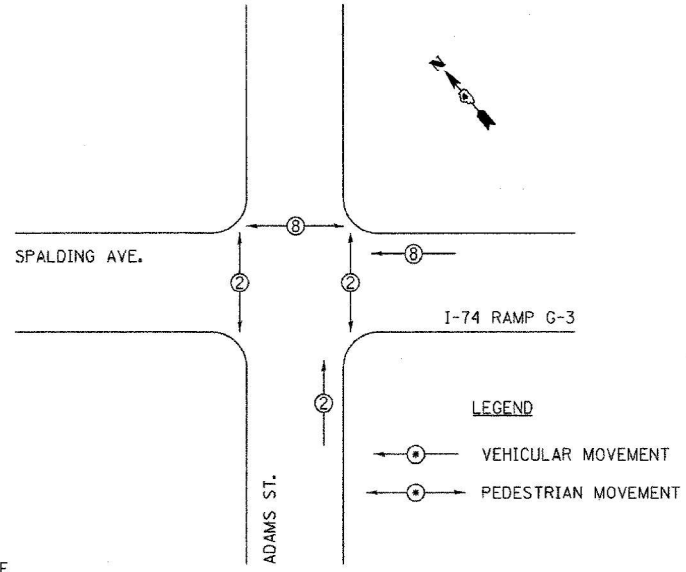 N
8
SPALDING AVE.
8
2
2
I-74 RAMP G-3
2
LEGEND
* VEHICULAR MOVEMENT
* PEDESTRIAN MOVEMENT
ADAMS ST.